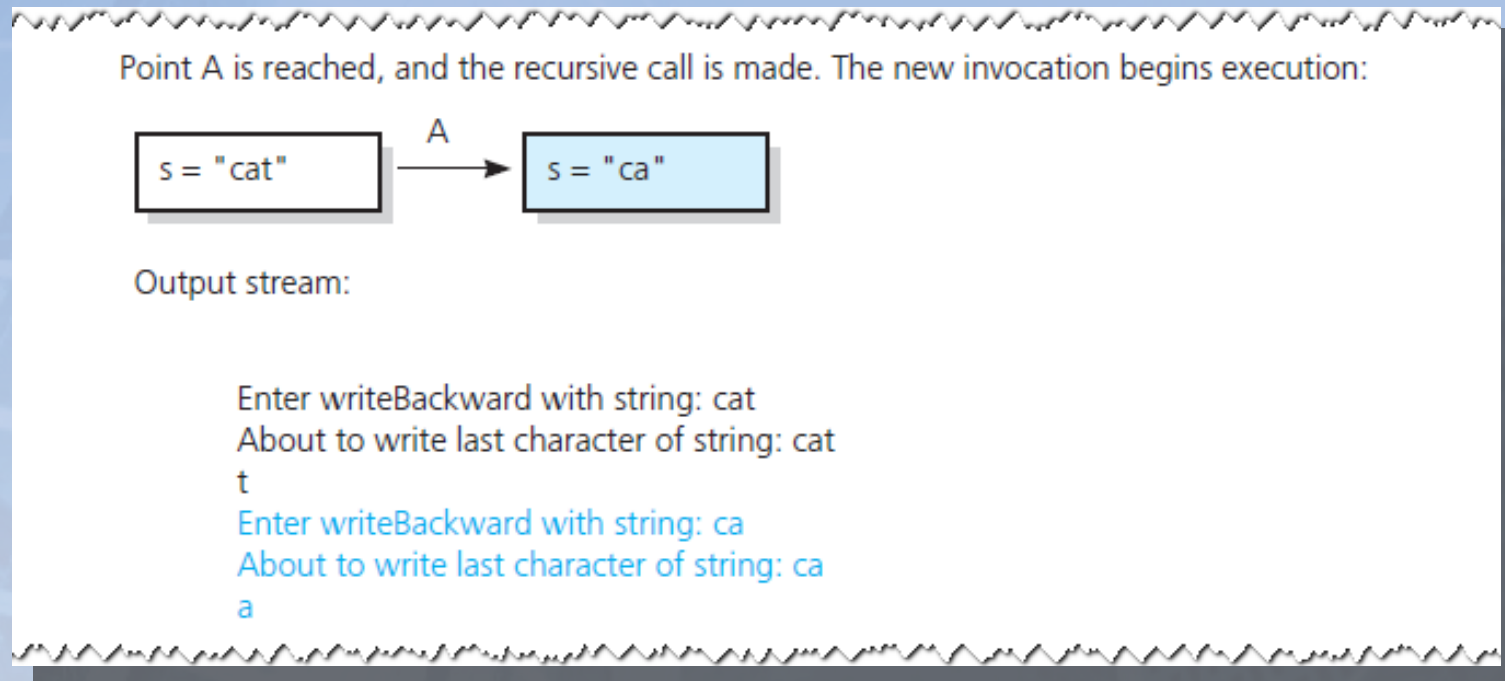 Point A is reached, and the recursive call is made. The new invocation begins execution:
A
s = "cat"
s = "ca"
Output stream:
Enter writeBackward with string: cat
About to write last character of string: cat
t
Enter writeBackward with string: ca
About to write last character of string: ca
a